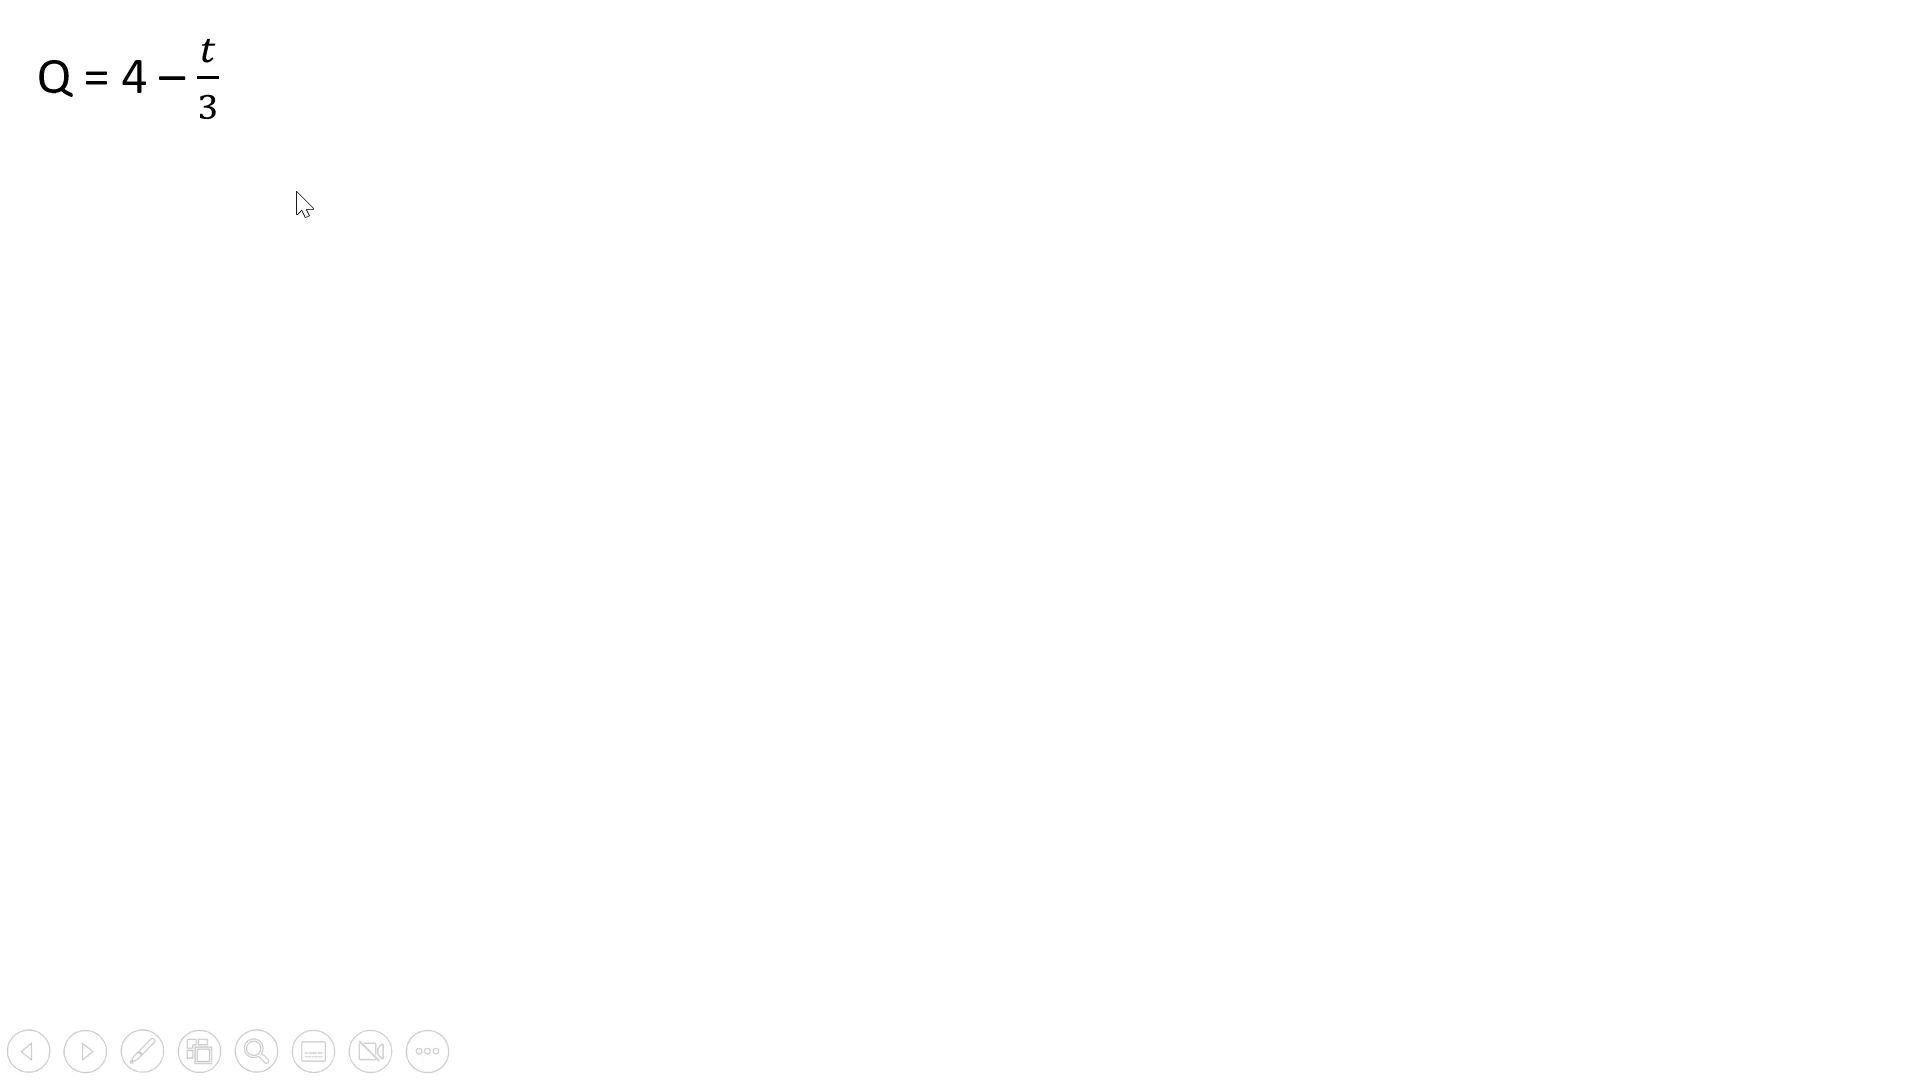 Q = 4 – t/3